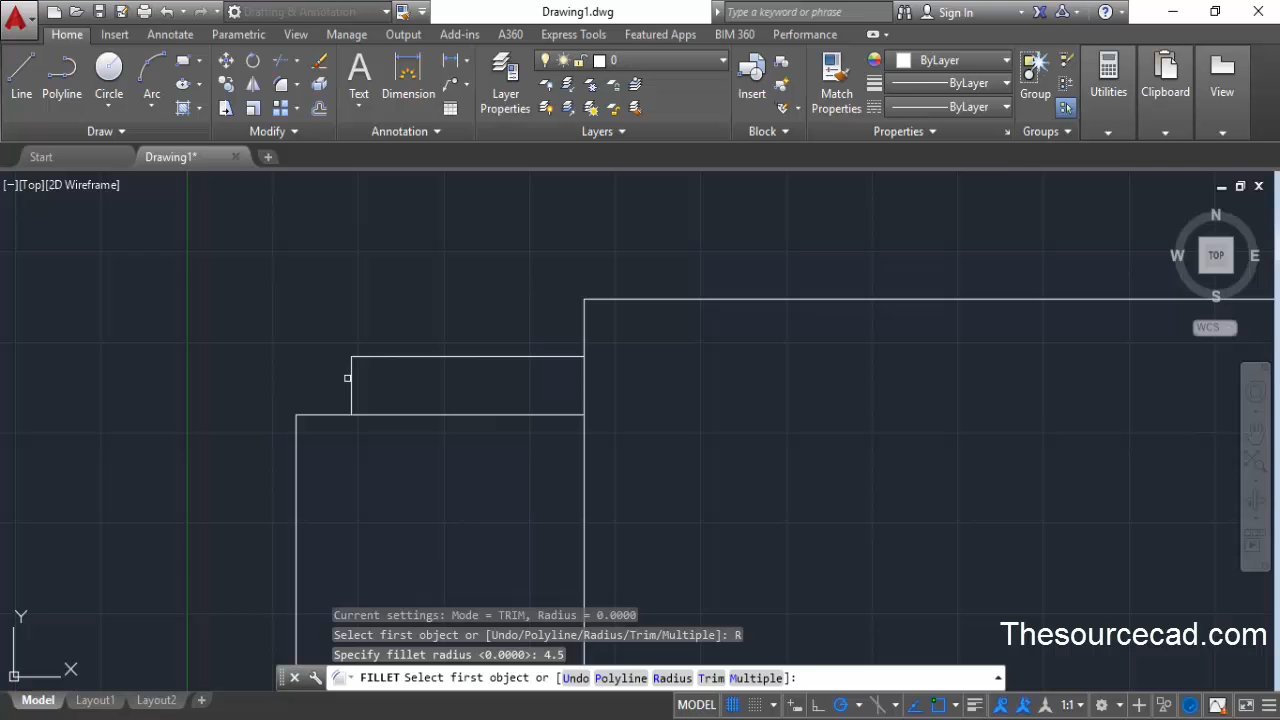 Drafting & Annotation
Drawing1.dwg
Type a keyword or phrase
Sign In
Home Insert Annotate Parametric View Manage Output Add-ins A360 Express Tools Featured Apps BIM 360 Performance
Line Polyline Circle Arc
Text Dimension
Layer Properties
0
Insert
Match Properties
ByLayer
ByLayer
ByLayer
Group
Utilities
Clipboard
View
Draw Modify Annotation Layers Block Properties Groups
Start Drawing1*
[−][Top][2D Wireframe]
N
W TOP E
S
WCS
Y
X
Current settings: Mode = TRIM, Radius = 0.0000
Select first object or [Undo/Polyline/Radius/Trim/Multiple]: R
Specify fillet radius <0.0000>: 4.5
Thesourcecad.com
FILLET Select first object or [Undo Polyline Radius Trim Multiple]:
Model Layout1 Layout2 +
MODEL 1:1